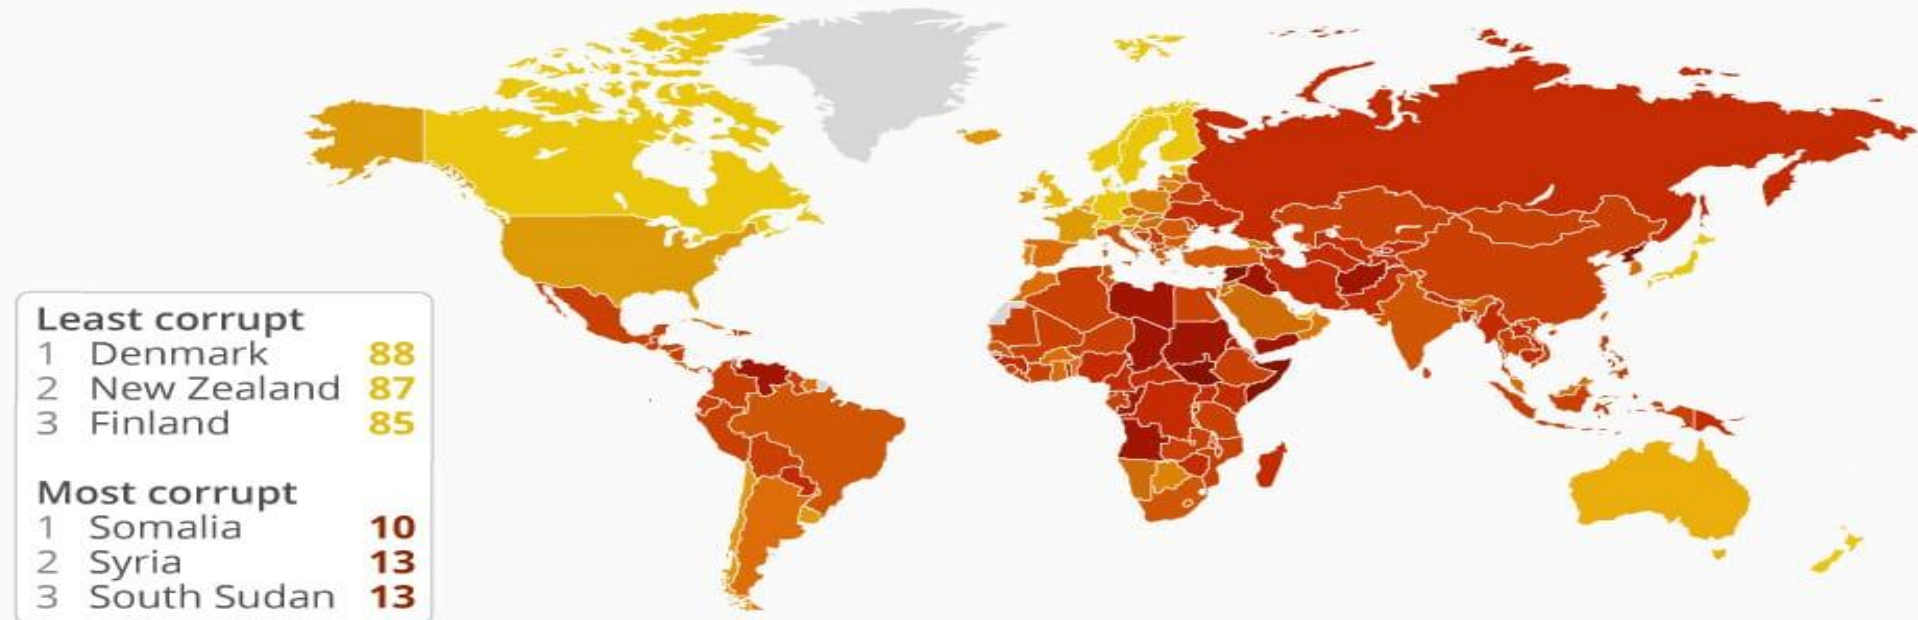 Least corrupt
1 Denmark 88
2 New Zealand 87
3 Finland 85
Most corrupt
1 Somalia 10
2 Syria 13
3 South Sudan 13